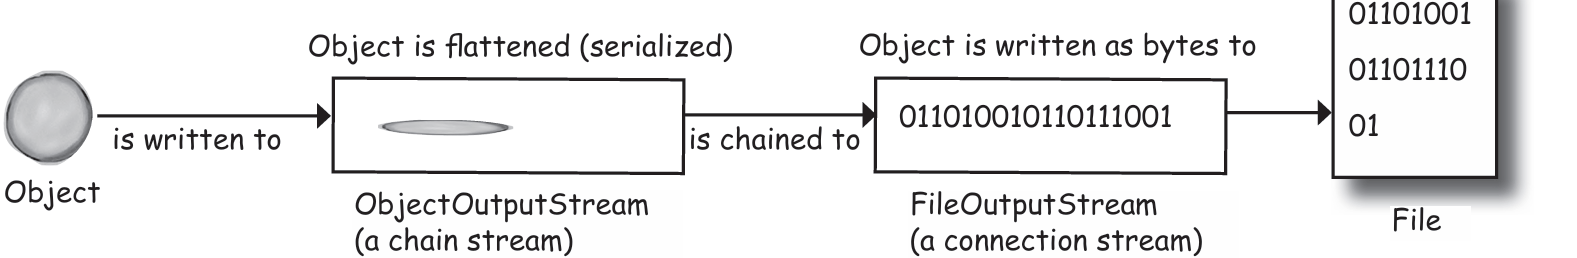 Object is flattened (serialized)
Object is written as bytes to
01101001
01101110
01
011010010110111001
is written to
is chained to
Object
ObjectOutputStream
(a chain stream)
FileOutputStream
(a connection stream)
File